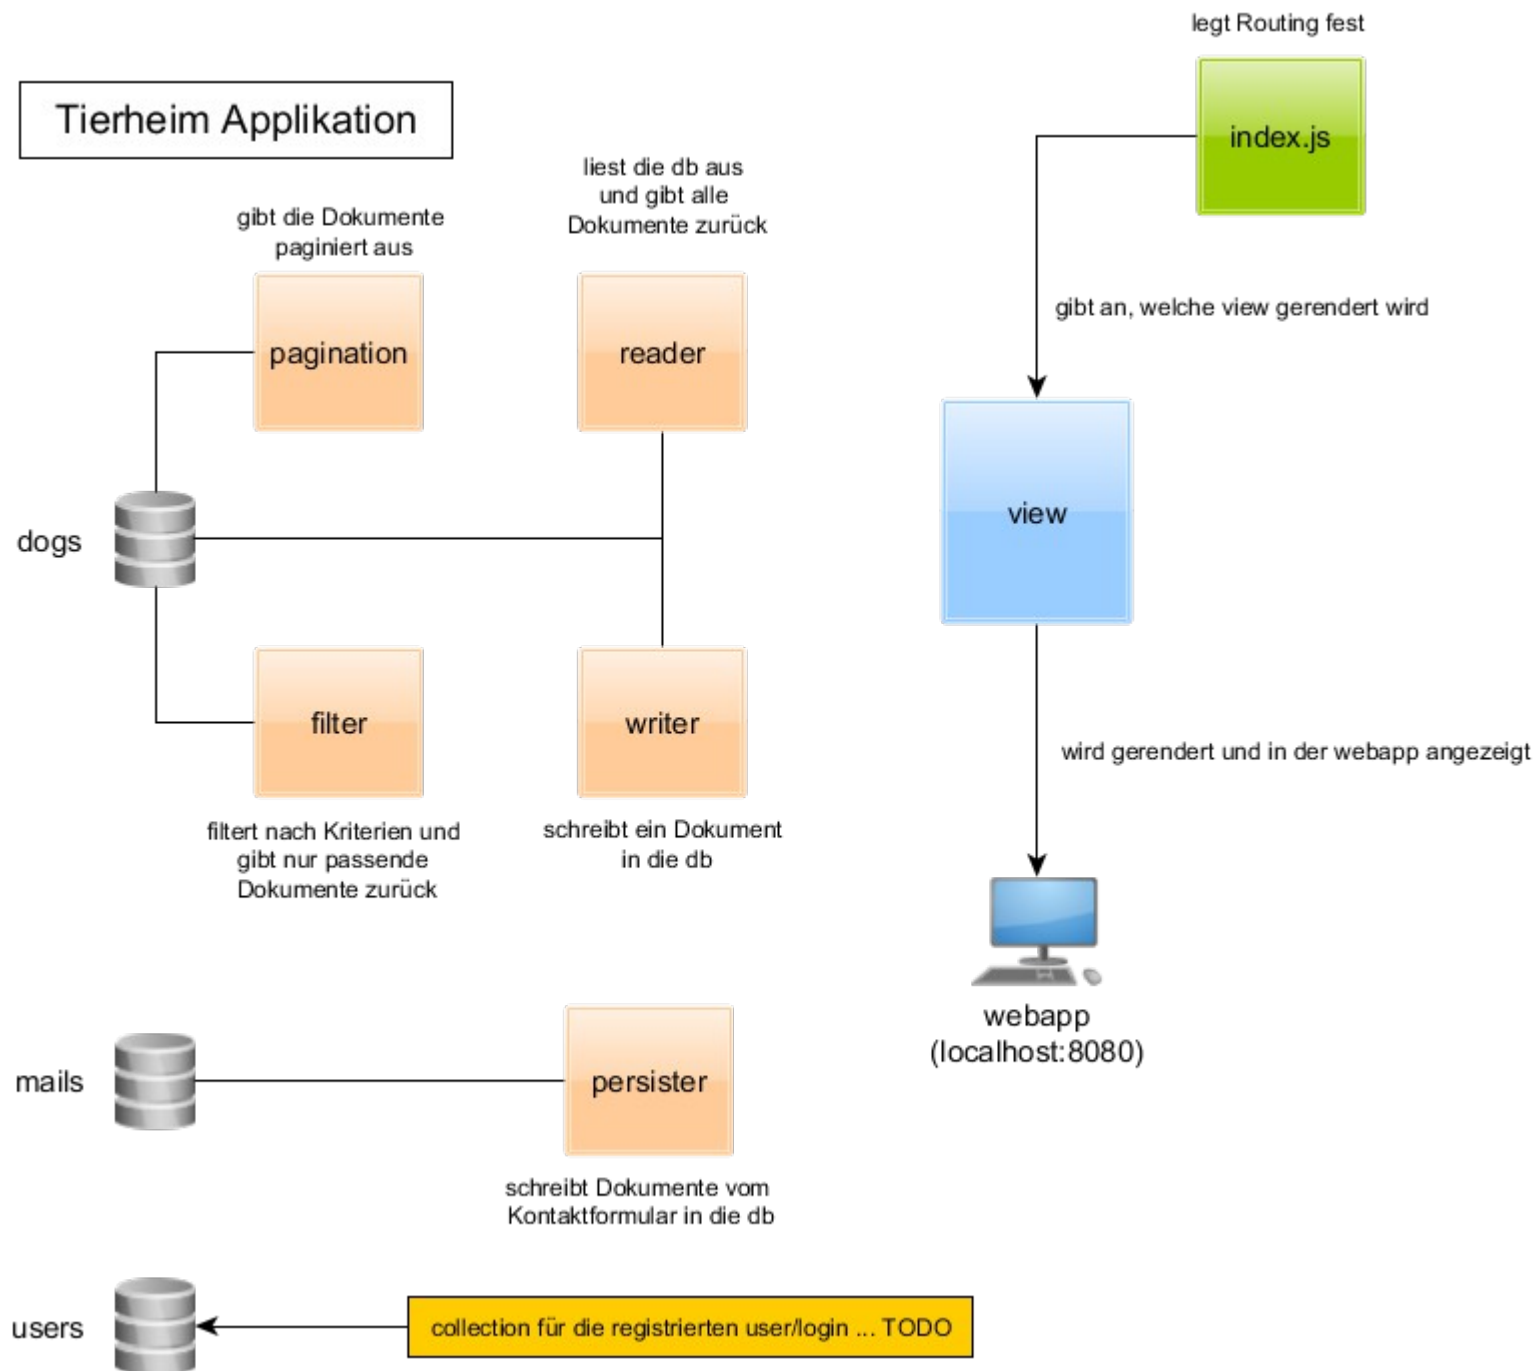 legt Routing fest
index.js
Tierheim Applikation
liest die db aus
und gibt alle
Dokumente zurück
gibt die Dokumente
paginiert aus
pagination
reader
gibt an, welche view gerendert wird
view
dogs
filter
writer
wird gerendert und in der webapp angezeigt
filtert nach Kriterien und
gibt nur passende
Dokumente zurück
schreibt ein Dokument
in die db
webapp
(localhost:8080)
mails
persister
schreibt Dokumente vom
Kontaktformular in die db
users
collection für die registrierten user/login ... TODO